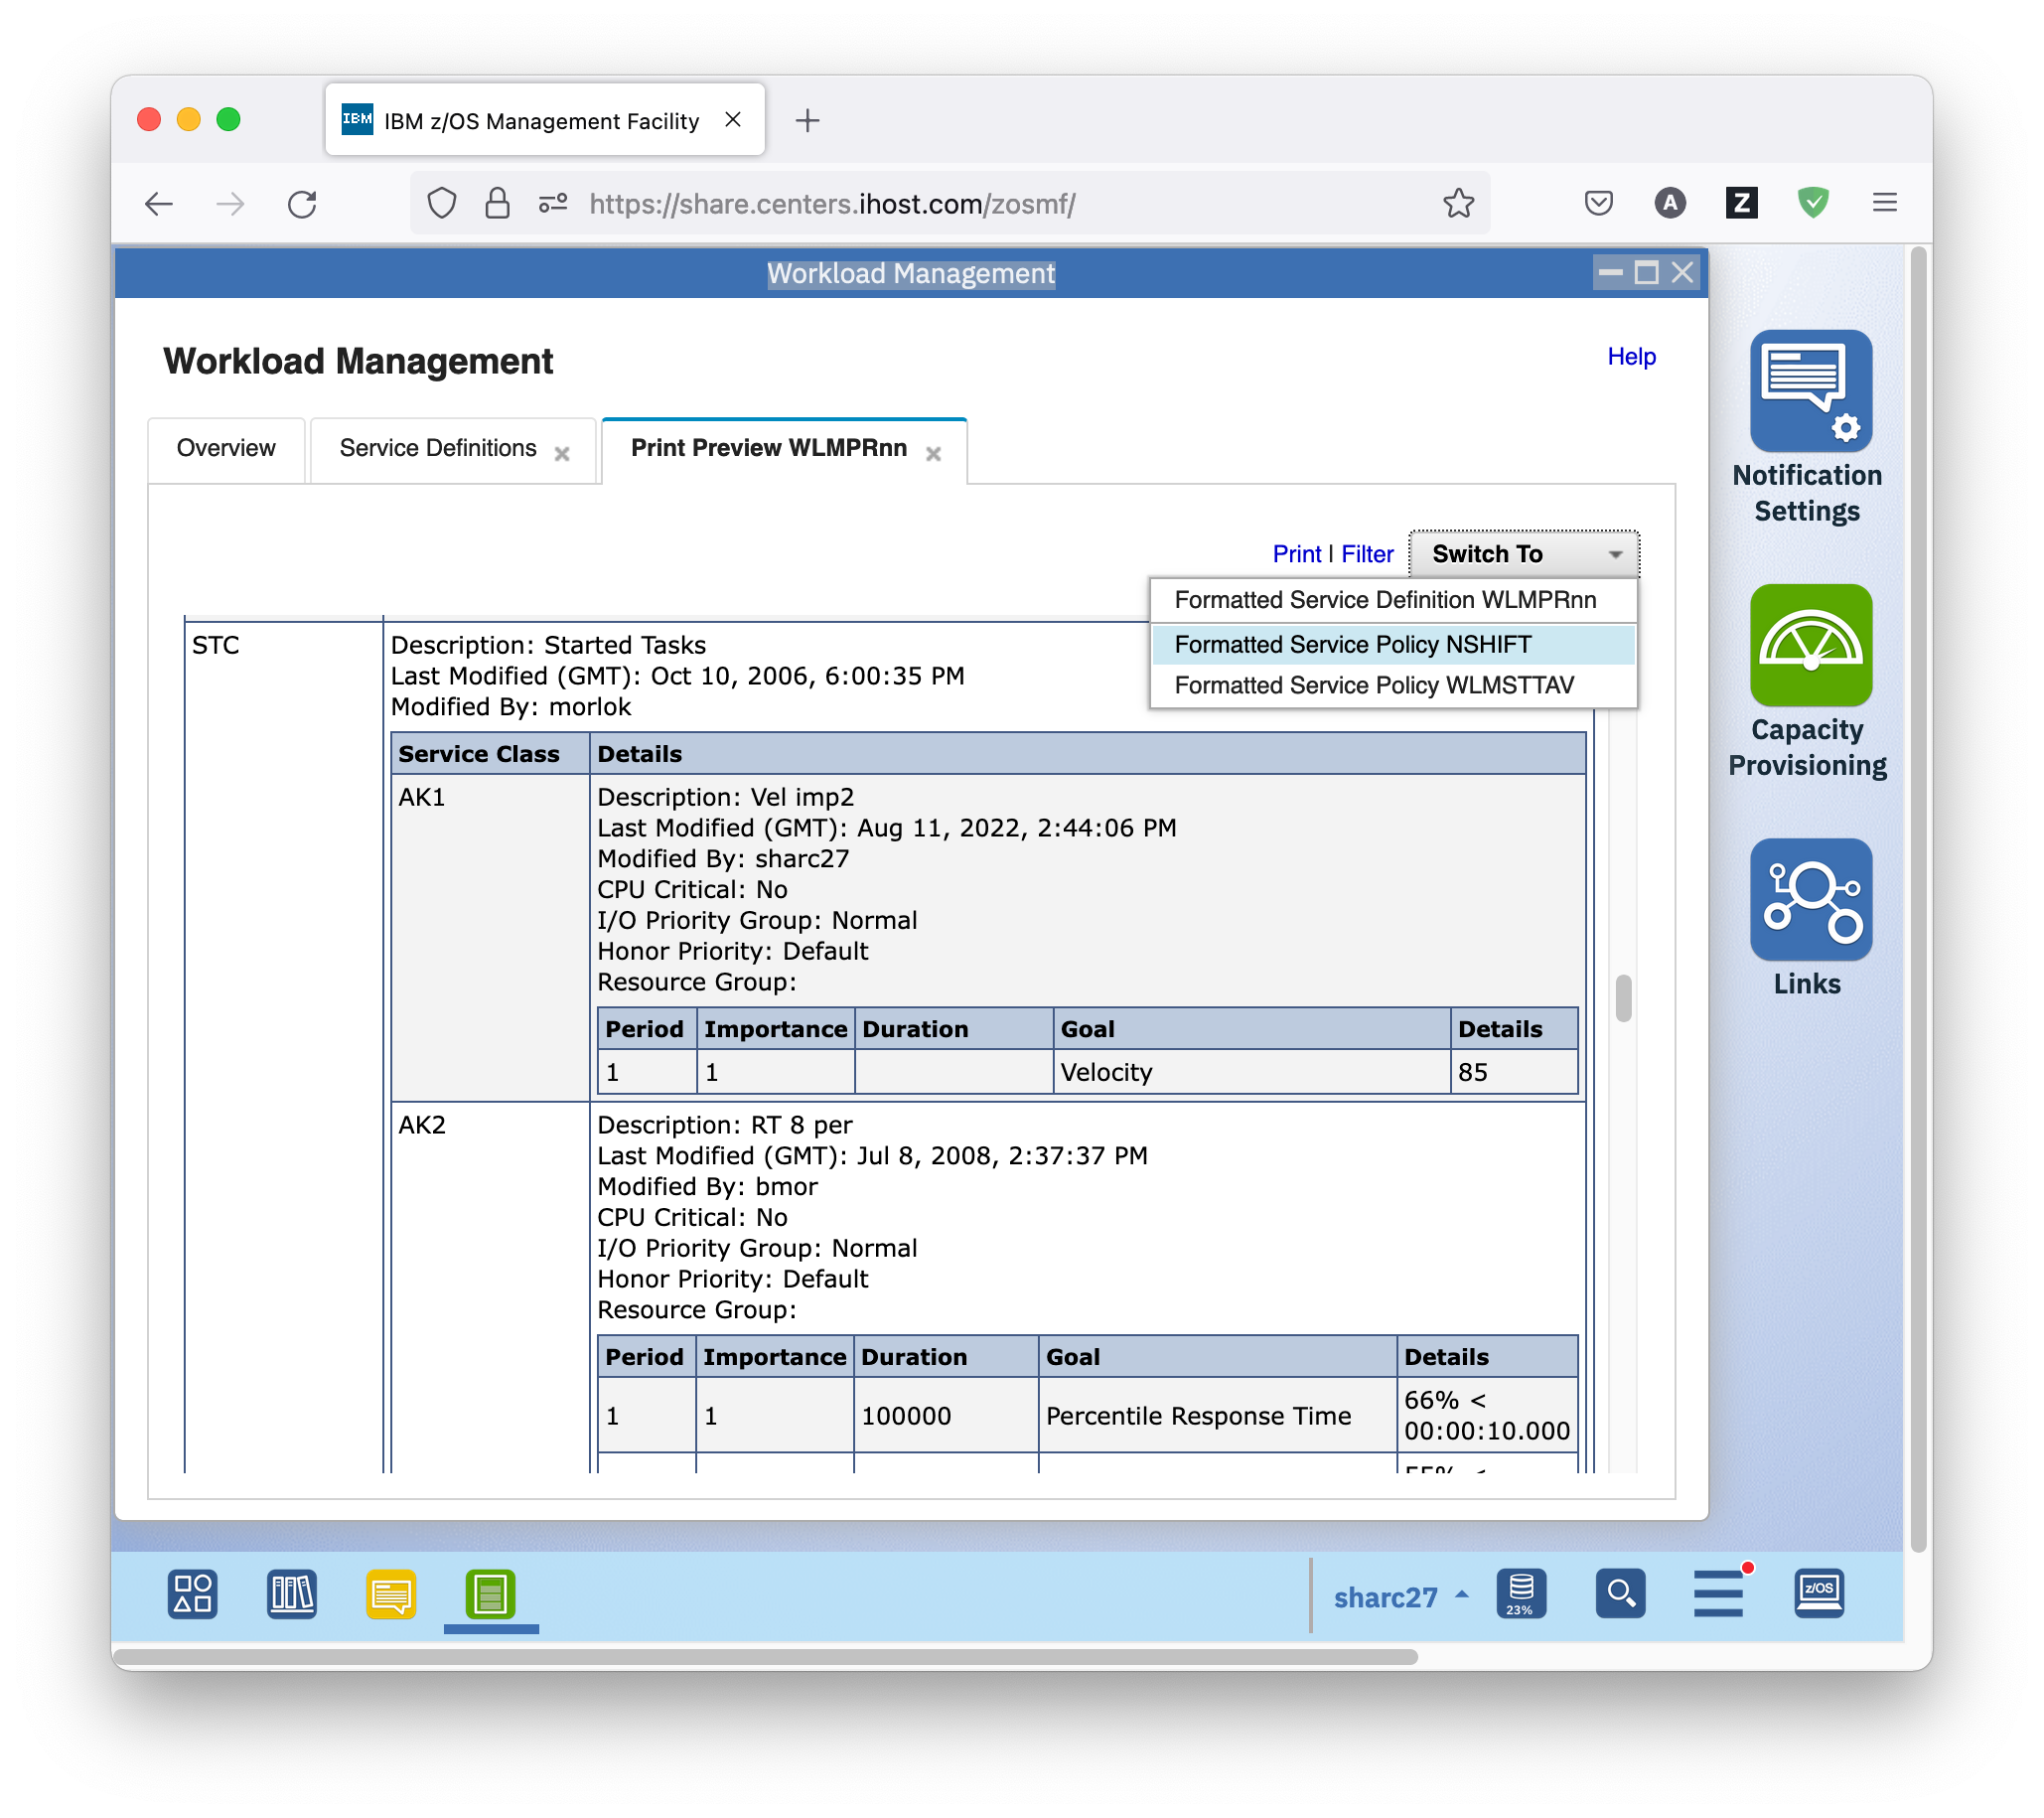 IBM IBM z/OS Management Facility
https://share.centers.ihost.com/zosmf/
A
Z
Workload Management
Workload Management
Help
Overview
Service Definitions
Print Preview WLMPRnn
Print | Filter
Switch To
Formatted Service Definition WLMPRnn
Formatted Service Policy NSHIFT
Formatted Service Policy WLMSTTAV
STC
Description: Started Tasks
Last Modified (GMT): Oct 10, 2006, 6:00:35 PM
Modified By: morlok
Service Class Details
AK1
Description: Vel imp2
Last Modified (GMT): Aug 11, 2022, 2:44:06 PM
Modified By: sharc27
CPU Critical: No
I/O Priority Group: Normal
Honor Priority: Default
Resource Group:
Period Importance Duration Goal Details
1 1 Velocity 85
AK2
Description: RT 8 per
Last Modified (GMT): Jul 8, 2008, 2:37:37 PM
Modified By: bmor
CPU Critical: No
I/O Priority Group: Normal
Honor Priority: Default
Resource Group:
Period Importance Duration Goal Details
1 1 100000 Percentile Response Time 66% <
00:00:10.000
Notification
Settings
Capacity
Provisioning
Links
sharc27
23%
z/OS